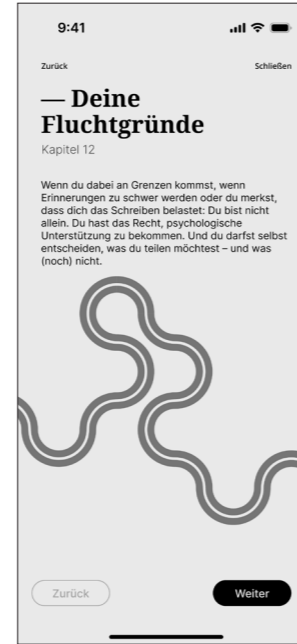 9:41
Zurück Schließen
— Deine
Fluchtgründe
Kapitel 12
Wenn du dabei an Grenzen kommst, wenn
Erinnerungen zu schwer werden oder du merkst,
dass dich das Schreiben belastet: Du bist nicht
allein. Du hast das Recht, psychologische
Unterstützung zu bekommen. Und du darfst selbst
entscheiden, was du teilen möchtest – und was
(noch) nicht.
Zurück Weiter